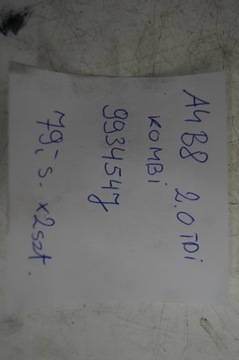 A4 B8 2.0 TDi
KOMBi
9934547
79,- s. x2szt.